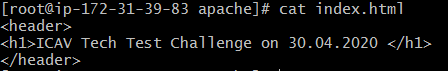 [root@ip-172-31-39-83 apache]# cat index.html
<header>
<h1>ICAV Tech Test Challenge on 30.04.2020 </h1>
</header>